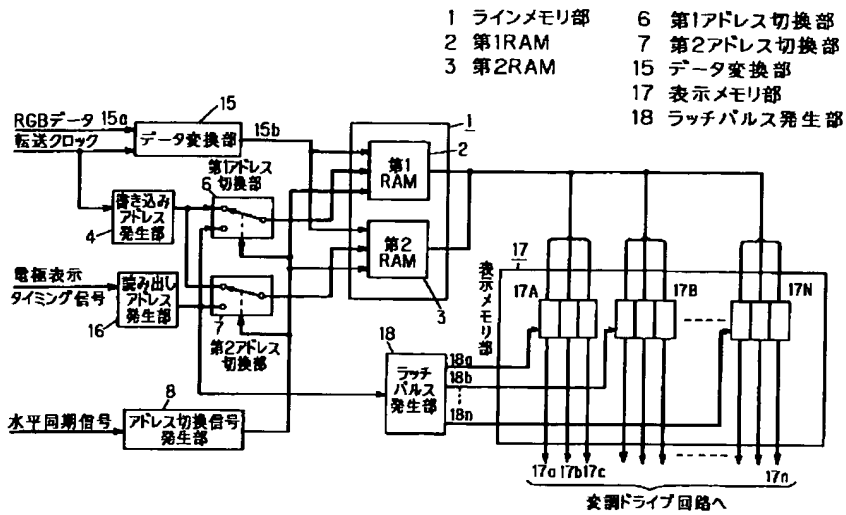 1 ラインメモリ部
2 第1RAM
3 第2RAM
6 第1アドレス切換部
7 第2アドレス切換部
15 データ変換部
17 表示メモリ部
18 ラッチパルス発生部
RGBデータ 15a
転送クロック
15
データ変換部
15b
1
2
第1
RAM
第1アドレス
切換部
6
書き込み
アドレス
発生部
4
第2
RAM
3
電極表示
タイミング信号
読み出し
アドレス
発生部
16
7
第2アドレス
切換部
17
表示メモリ部
17A
17B
17N
18
ラッチ
パルス
発生部
18a
18b
18n
8
水平同期信号
アドレス切換信号
発生部
17a 17b 17c 17n
変調ドライブ回路へ